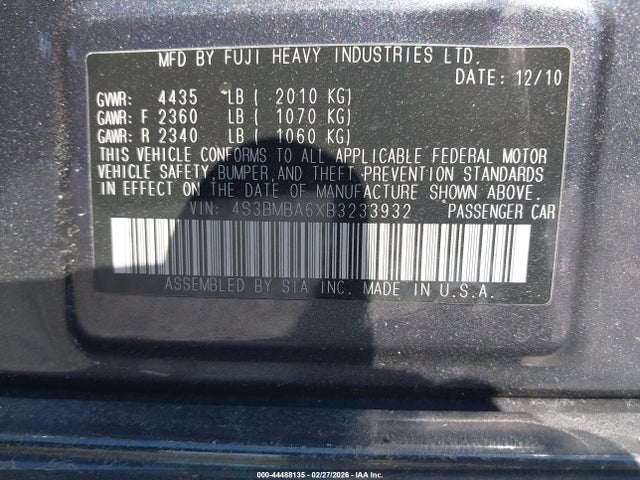 MFD BY FUJI HEAVY INDUSTRIES LTD.
DATE: 12/10
GVWR: 4435 LB ( 2010 KG)
GAWR: F 2360 LB ( 1070 KG)
GAWR: R 2340 LB ( 1060 KG)
THIS VEHICLE CONFORMS TO ALL APPLICABLE FEDERAL MOTOR
VEHICLE SAFETY, BUMPER, AND THEFT PREVENTION STANDARDS
IN EFFECT ON THE DATE OF MANUFACTURE SHOWN ABOVE.
VIN: 4S3BMBA6XB3233932 PASSENGER CAR
ASSEMBLED BY SIA INC. MADE IN U.S.A.
000-44488135 - 02/27/2026 - IAA Inc.